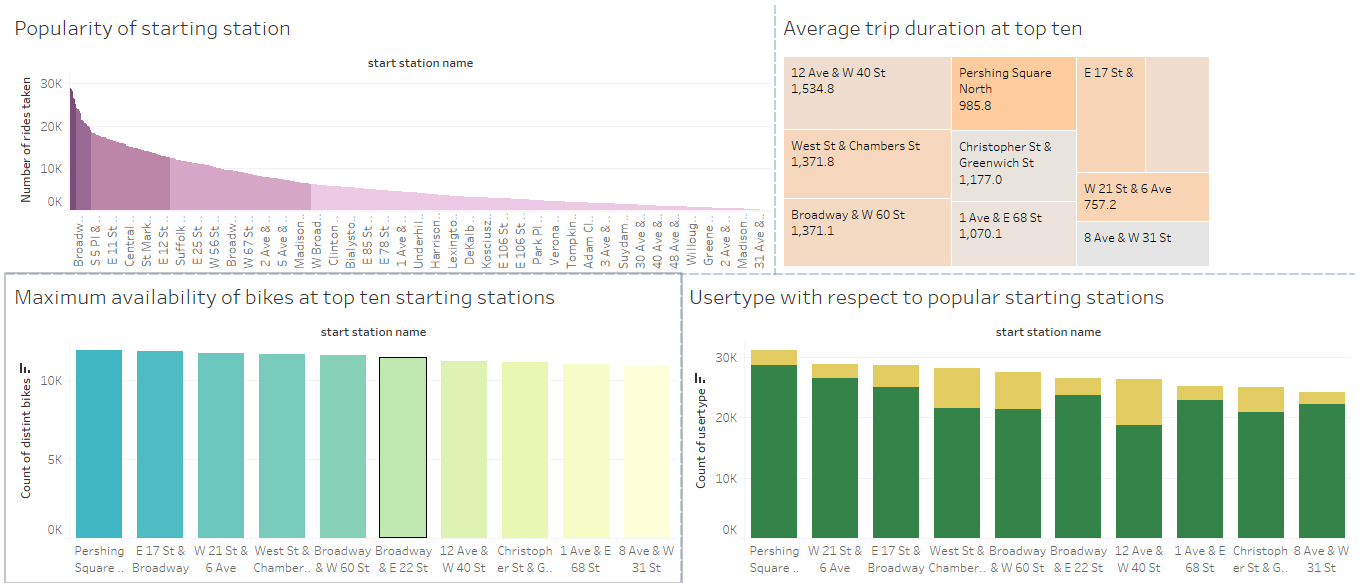 Popularity of starting station
start station name
Number of rides taken
30K
20K
10K
0K
Broadw..
S 5 Pl &..
E 11 St ..
Central ..
St Mark..
E 12 St ..
Suffolk..
E 25 St ..
W 56 St..
Broadw..
W 67 St..
2 Ave &..
5 Ave &..
Madison..
W Broad..
Clinton ..
Bialysto..
E 85 St ..
E 78 St ..
1 Ave &..
Underhil..
Harrison..
Lexingto..
DeKalb ..
Kosciusz..
E 106 St ..
E 106 St ..
Park Pl ..
Verona ..
Tompkin..
Adam Cl..
3 Ave & ..
Suydam ..
30 Ave &..
40 Ave &..
48 Ave &..
Willoug..
Greene ..
2 Ave & ..
Madison..
31 Ave &..
Average trip duration at top ten
12 Ave & W 40 St
1,534.8
West St & Chambers St
1,371.8
Broadway & W 60 St
1,371.1
Pershing Square
North
985.8
Christopher St &
Greenwich St
1,177.0
1 Ave & E 68 St
1,070.1
E 17 St &
W 21 St & 6 Ave
757.2
8 Ave & W 31 St
Maximum availability of bikes at top ten starting stations
start station name
Count of distint bikes
10K
5K
0K
Pershing
Square ..
E 17 St &
Broadway
W 21 St &
6 Ave
West St &
Chamber..
Broadway
& W 60 St
Broadway
& E 22 St
12 Ave &
W 40 St
Christoph
er St & G..
1 Ave & E
68 St
8 Ave & W
31 St
Usertype with respect to popular starting stations
start station name
Count of usertype
30K
20K
10K
0K
Pershing
Square ..
W 21 St &
6 Ave
E 17 St &
Broadway
West St &
Chamber..
Broadway
& W 60 St
Broadway
& E 22 St
12 Ave &
W 40 St
1 Ave & E
68 St
Christoph
er St & G..
8 Ave & W
31 St